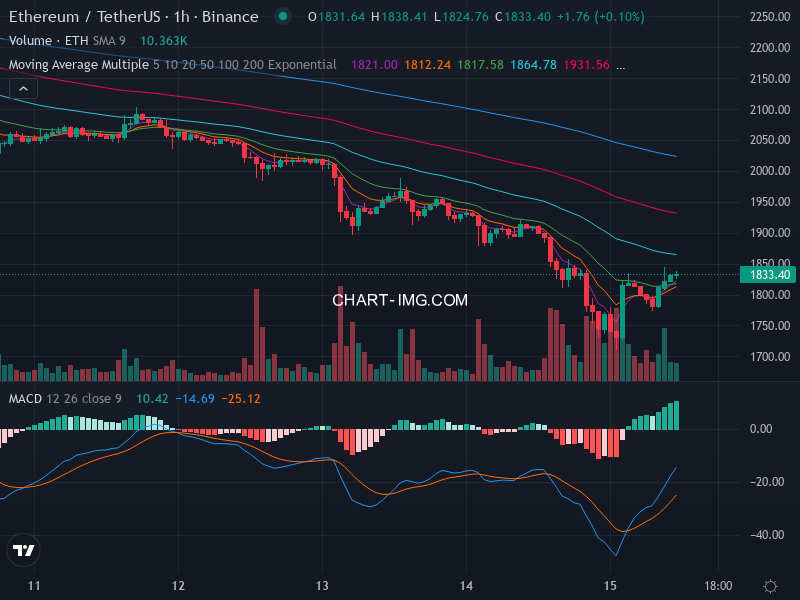 Ethereum / TetherUS · 1h · Binance O1831.64 H1838.41 L1824.76 C1833.40 +1.76 (+0.10%)
Volume · ETH SMA 9 10.363K
Moving Average Multiple 5 10 20 50 100 200 Exponential 1821.00 1812.24 1817.58 1864.78 1931.56 ...
2250.00
2200.00
2150.00
2100.00
2050.00
2000.00
1950.00
1900.00
1850.00
1833.40
1800.00
1750.00
1700.00
CHART-IMG.COM
MACD 12 26 close 9 10.42 −14.69 −25.12
0.00
−20.00
−40.00
11 12 13 14 15 18:00